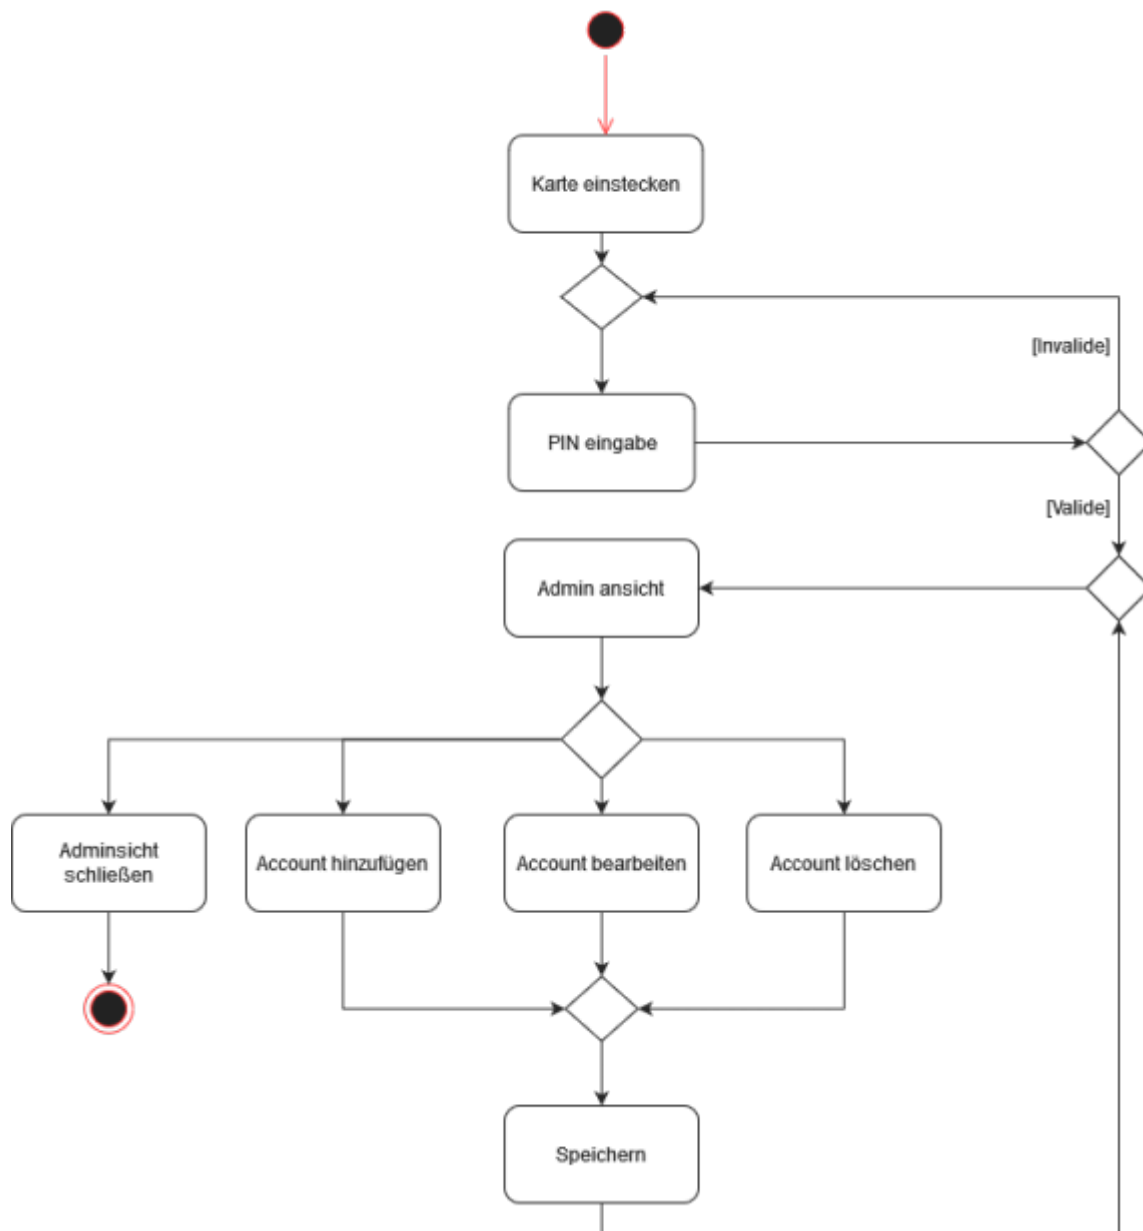 Karte einstecken
[Invalide]
PIN eingabe
[Valide]
Admin ansicht
Adminsicht
schließen
Account hinzufügen
Account bearbeiten
Account löschen
Speichern